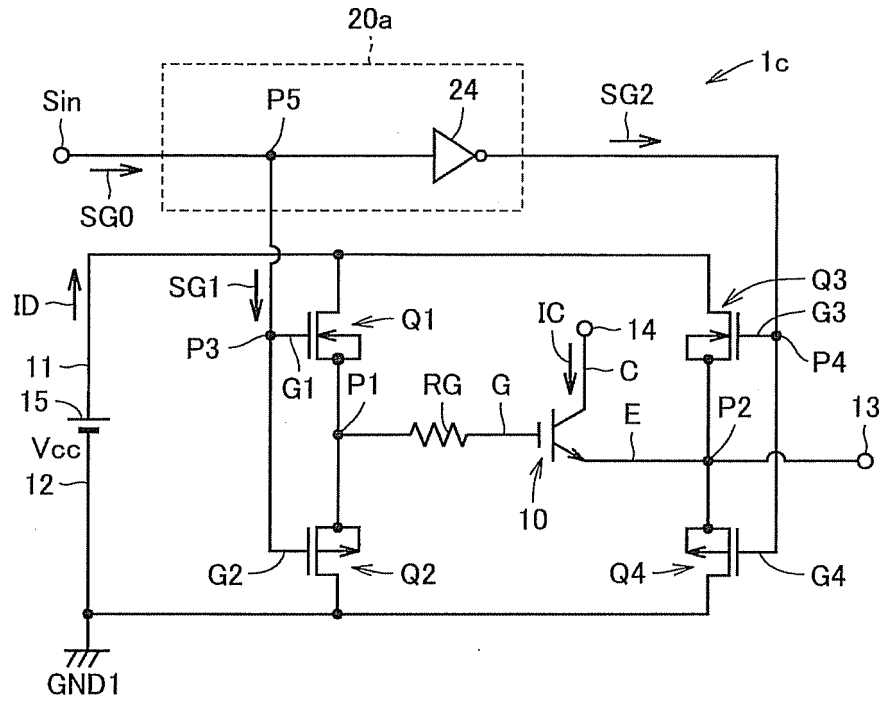 20a
1c
Sin
P5
24
SG2
SG0
ID
SG1
Q1
IC
14
Q3
G3
P3
P4
11
G1
P1
RG
G
C
15
P2
13
Vcc
E
12
10
G2
Q2
Q4
G4
GND1